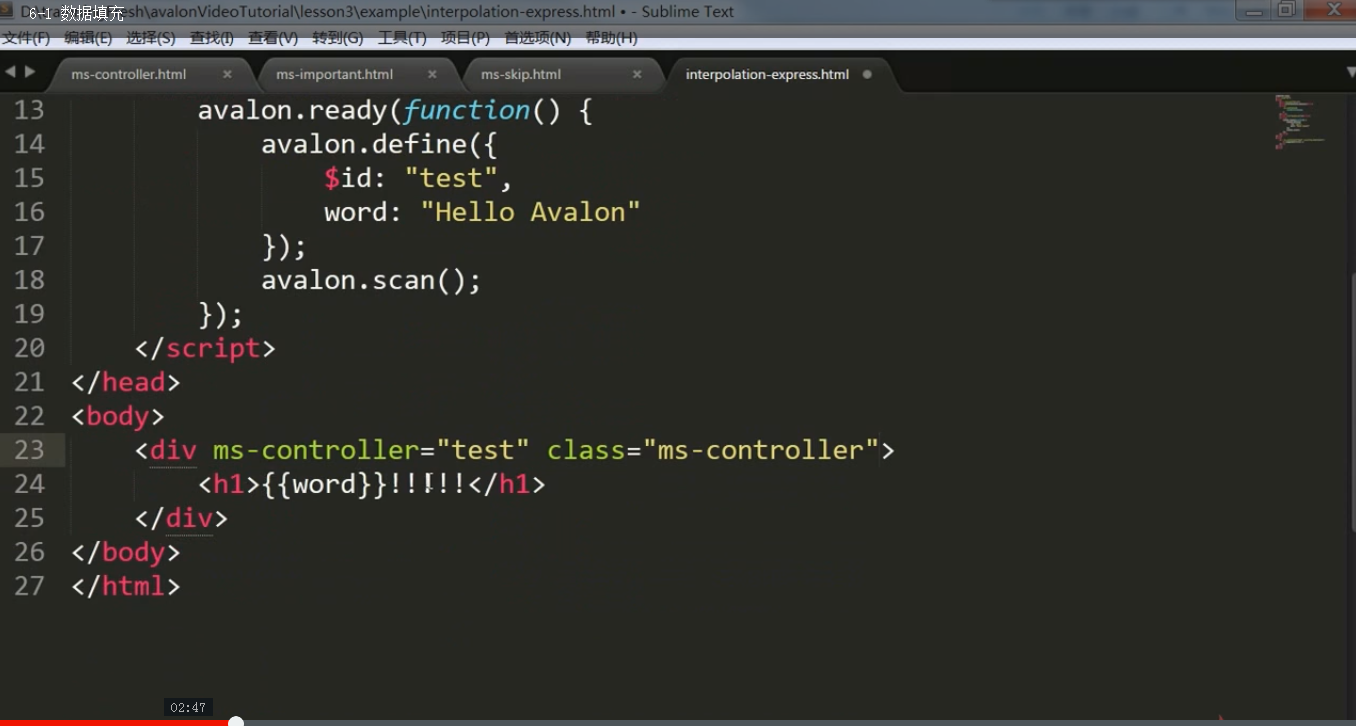 6-1 数据填充
esh\avalonVideoTutorial\lesson3\example\interpolation-express.html • - Sublime Text
文件(F) 编辑(E) 选择(S) 查找(I) 查看(V) 转到(G) 工具(T) 项目(P) 首选项(N) 帮助(H)
ms-controller.html × ms-important.html × ms-skip.html × interpolation-express.html
13 avalon.ready(function() {
14 avalon.define({
15 $id: "test",
16 word: "Hello Avalon"
17 });
18 avalon.scan();
19 });
20 </script>
21 </head>
22 <body>
23 <div ms-controller="test" class="ms-controller">
24 <h1>{{word}}!!!!!</h1>
25 </div>
26 </body>
27 </html>
02:47